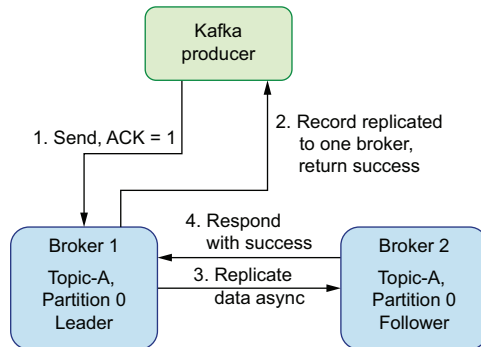 Kafka
producer
1. Send, ACK = 1
2. Record replicated
to one broker,
return success
Broker 1
Topic-A,
Partition 0
Leader
4. Respond
with success
3. Replicate
data async
Broker 2
Topic-A,
Partition 0
Follower